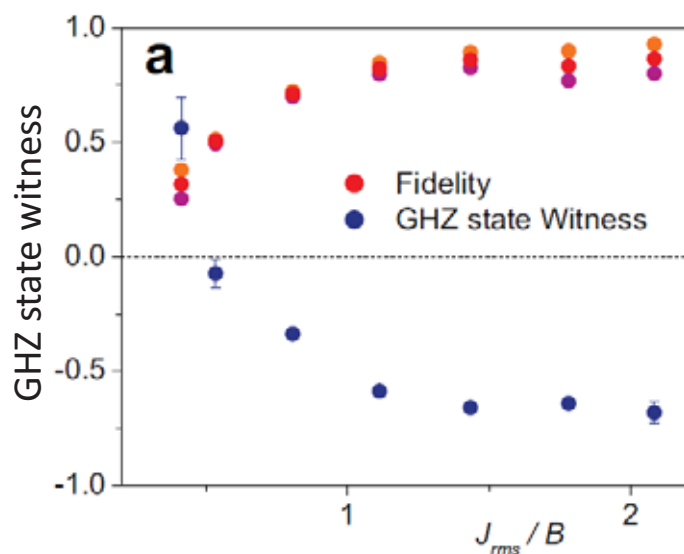 a
1.0
0.5
0.0
-0.5
-1.0
GHZ state witness
Fidelity
GHZ state Witness
1
2
J_rms / B